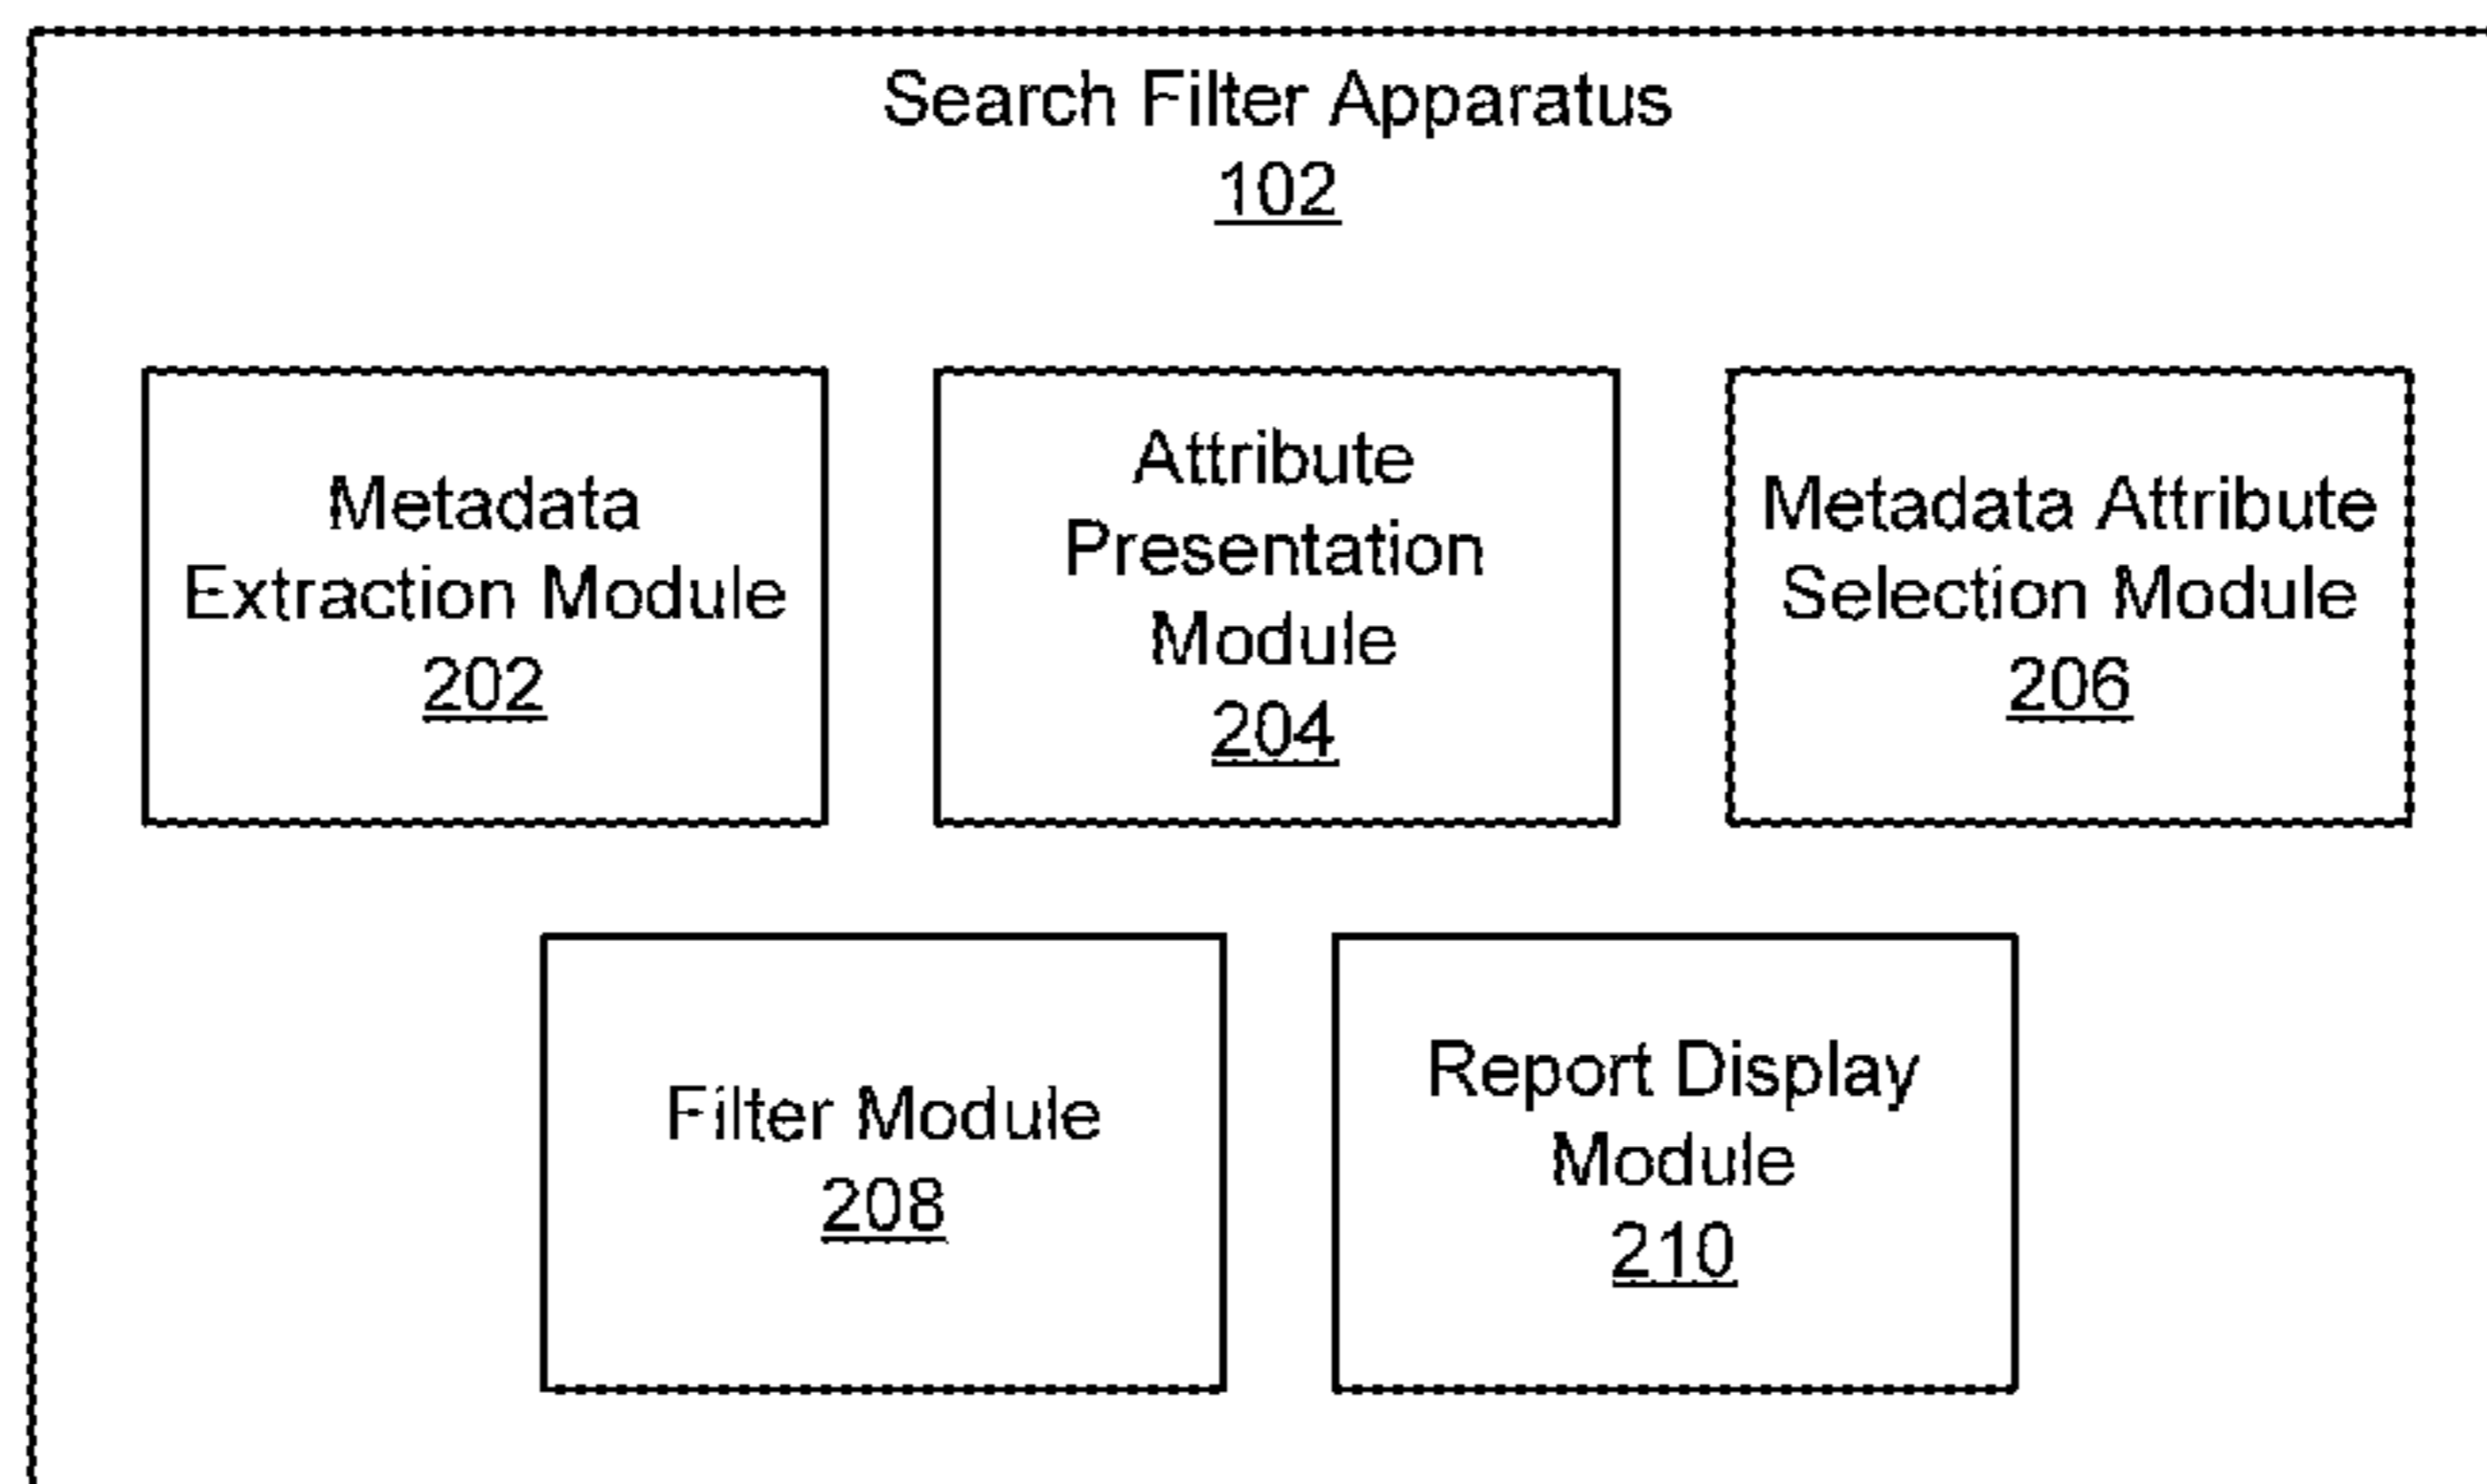 Search Filter Apparatus
102
Metadata
Extraction Module
202
Attribute
Presentation
Module
204
Metadata Attribute
Selection Module
206
Filter Module
208
Report Display
Module
210